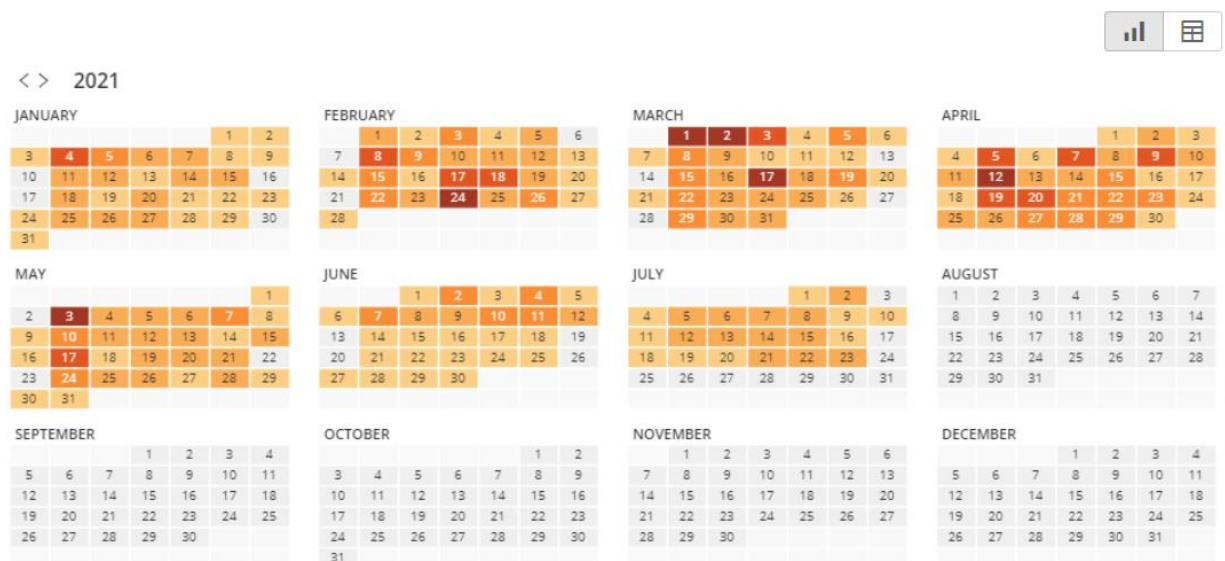 < > 2021
JANUARY FEBRUARY MARCH APRIL
1 2 1 2 3 4 5 6 1 2 3 4 5 6 1 2 3
3 4 5 6 7 8 9 7 8 9 10 11 12 13 7 8 9 10 11 12 13 4 5 6 7 8 9 10
10 11 12 13 14 15 16 14 15 16 17 18 19 20 14 15 16 17 18 19 20 11 12 13 14 15 16 17
17 18 19 20 21 22 23 21 22 23 24 25 26 27 21 22 23 24 25 26 27 18 19 20 21 22 23 24
24 25 26 27 28 29 30 28 28 29 30 31 25 26 27 28 29 30
31
MAY JUNE JULY AUGUST
1 1 2 3 4 5 1 2 3 1 2 3 4 5 6 7
2 3 4 5 6 7 8 6 7 8 9 10 11 12 4 5 6 7 8 9 10 8 9 10 11 12 13 14
9 10 11 12 13 14 15 13 14 15 16 17 18 19 11 12 13 14 15 16 17 15 16 17 18 19 20 21
16 17 18 19 20 21 22 20 21 22 23 24 25 26 18 19 20 21 22 23 24 22 23 24 25 26 27 28
23 24 25 26 27 28 29 27 28 29 30 25 26 27 28 29 30 31 29 30 31
30 31
SEPTEMBER OCTOBER NOVEMBER DECEMBER
1 2 3 4 1 2 1 2 3 4 5 6 1 2 3 4
5 6 7 8 9 10 11 3 4 5 6 7 8 9 7 8 9 10 11 12 13 5 6 7 8 9 10 11
12 13 14 15 16 17 18 10 11 12 13 14 15 16 14 15 16 17 18 19 20 12 13 14 15 16 17 18
19 20 21 22 23 24 25 17 18 19 20 21 22 23 21 22 23 24 25 26 27 19 20 21 22 23 24 25
26 27 28 29 30 24 25 26 27 28 29 30 28 29 30 26 27 28 29 30 31
31